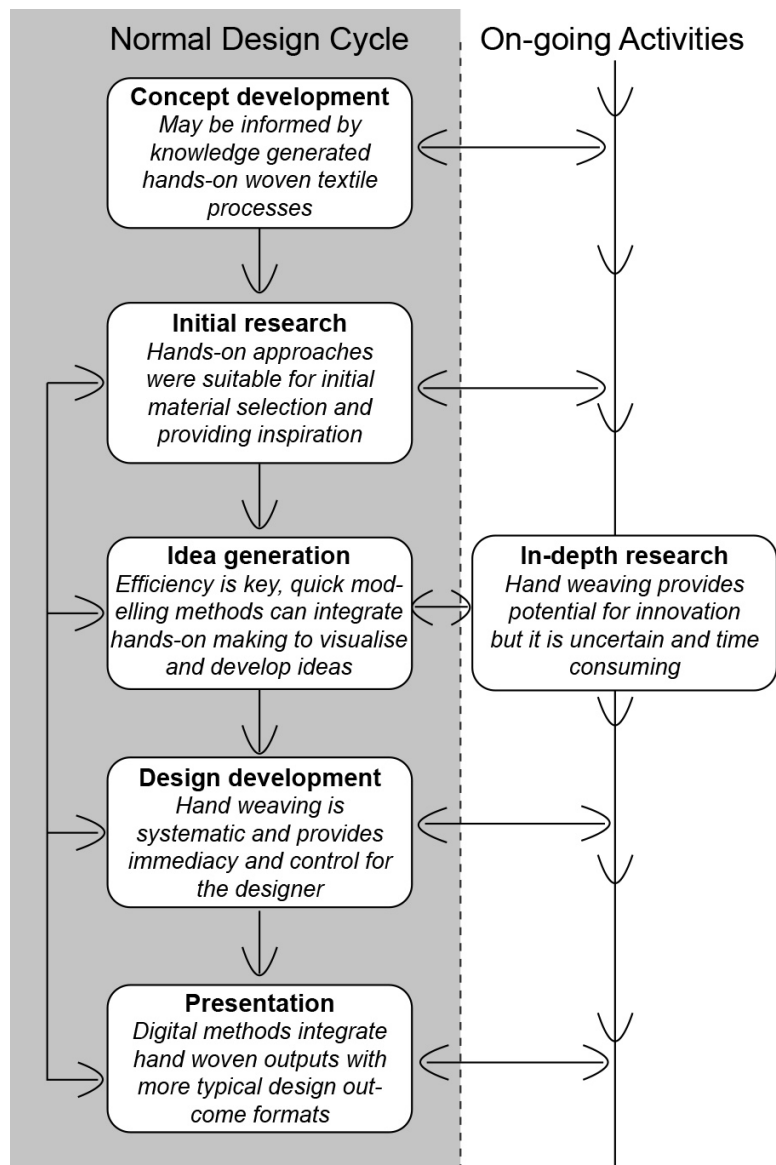 Normal Design Cycle
On-going Activities
Concept development
May be informed by
knowledge generated
hands-on woven textile
processes
Initial research
Hands-on approaches
were suitable for initial
material selection and
providing inspiration
Idea generation
Efficiency is key, quick mod-
elling methods can integrate
hands-on making to visualise
and develop ideas
In-depth research
Hand weaving provides
potential for innovation
but it is uncertain and time
consuming
Design development
Hand weaving is
systematic and provides
immediacy and control for
the designer
Presentation
Digital methods integrate
hand woven outputs with
more typical design out-
come formats